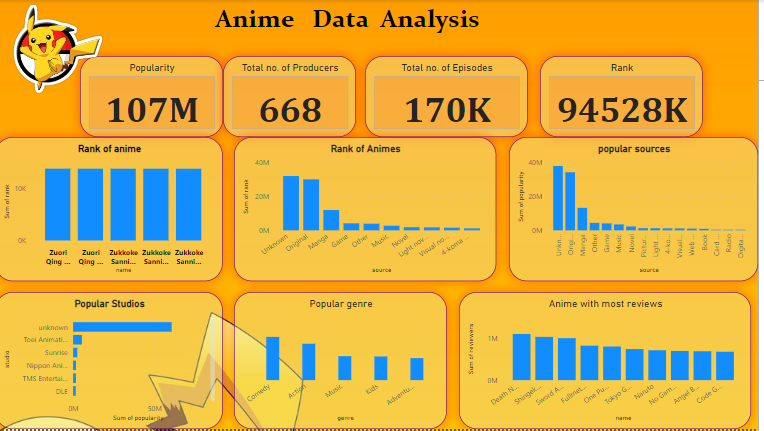 Anime Data Analysis
Popularity
107M
Total no. of Producers
668
Total no. of Episodes
170K
Rank
94528K
Rank of anime
Sum of rank
10K
0K
Zuori Qing ...
Zuori Qing ...
Zukkoke Sanni...
Zukkoke Sanni...
Zukkoke Sanni...
name
Rank of Animes
Sum of rank
40M
20M
0M
Unknown
Original
Manga
Game
Other
Music
Novel
Light nov...
Visual no...
4-koma ...
source
popular sources
Sum of popularity
40M
20M
0M
Unkn...
Origi...
Manga
Other
Game
Music
Novel
Pictur...
Light ...
4-ko...
Visual...
Web ...
Book
Card ...
Radio
Digita...
source
Popular Studios
studio
unknown
Toei Animati...
Sunrise
Nippon Ani...
TMS Entertai...
DLE
0M
50M
Sum of popularity
Popular genre
Comedy
Action
Music
Kids
Adventu...
genre
Anime with most reviews
Sum of reviewers
1M
0M
Death N...
Shingek...
Sword A...
Fullmet...
One Pu...
Tokyo G...
Naruto
No Gam...
Angel B...
Code G...
name